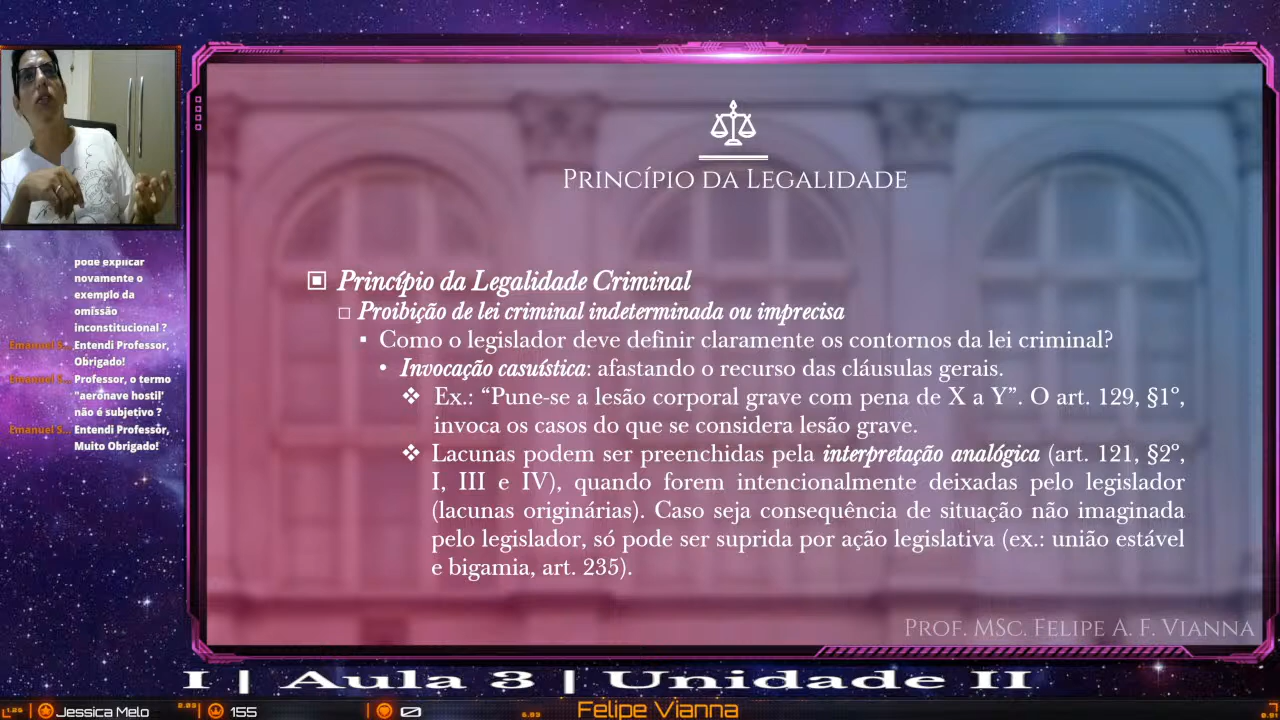 PRINCÍPIO DA LEGALIDADE
Princípio da Legalidade Criminal
Proibição de lei criminal indeterminada ou imprecisa
Como o legislador deve definir claramente os contornos da lei criminal?
Invocação casuística: afastando o recurso das cláusulas gerais.
Ex.: “Pune-se a lesão corporal grave com pena de X a Y”. O art. 129, §1º,
invoca os casos do que se considera lesão grave.
Lacunas podem ser preenchidas pela interpretação analógica (art. 121, §2º,
I, III e IV), quando forem intencionalmente deixadas pelo legislador
(lacunas originárias). Caso seja consequência de situação não imaginada
pelo legislador, só pode ser suprida por ação legislativa (ex.: união estável
e bigamia, art. 235).
PROF. MSC. FELIPE A. F. VIANNA
pode explicar
novamente o
exemplo da
omissão
inconstitucional ?
Emanuel S... Entendi Professor,
Obrigado!
Emanuel S... Professor, o termo
"aeronave hostil"
não é subjetivo ?
Emanuel S... Entendi Professor,
Muito Obrigado!
I | Aula 3 | Unidade II
Jessica Melo 155 0 Felipe Vianna